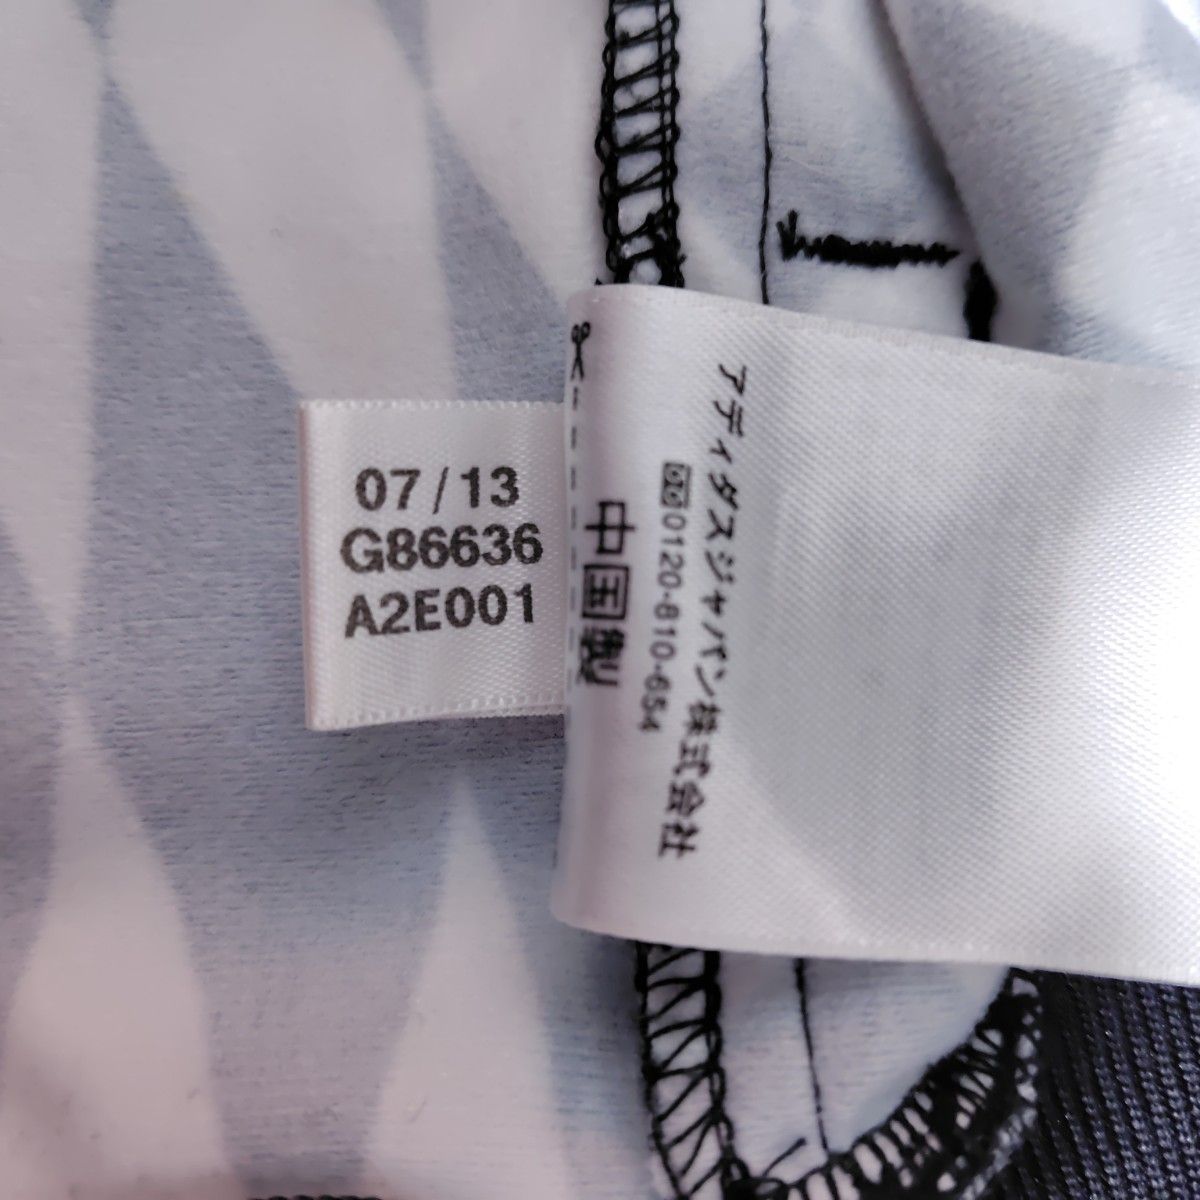 07/13
G86636
A2E001
アディダスジャパン株式会社
0120-810-654
中国製